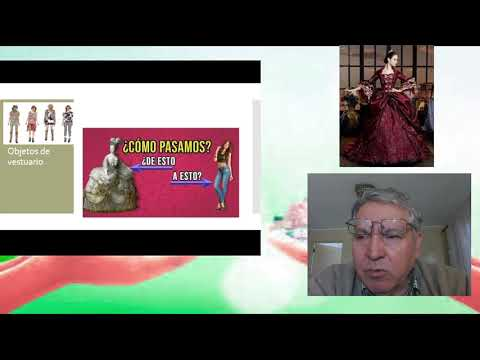 Objetos de
vestuario
¿CÓMO PASAMOS?
¿DE ESTO
A ESTO?